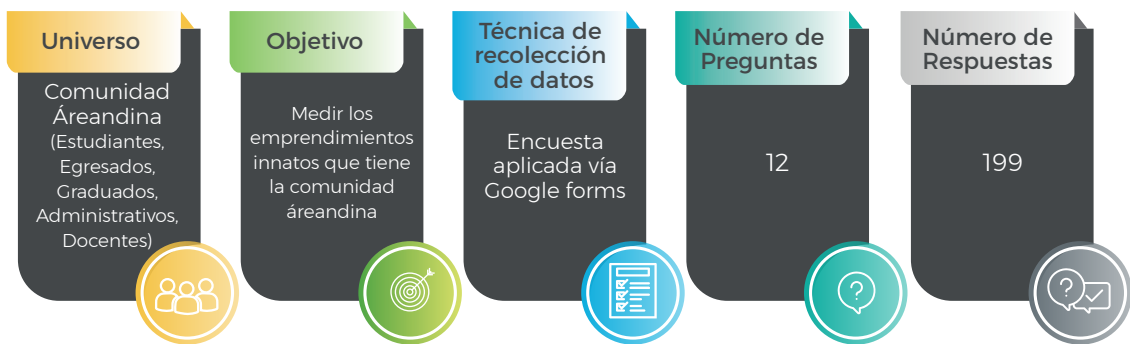 Universo
Comunidad
Áreandina
(Estudiantes,
Egresados,
Graduados,
Administrativos,
Docentes)
Objetivo
Medir los
emprendimientos
innatos que tiene
la comunidad
áreandina
Técnica de
recolección
de datos
Encuesta
aplicada vía
Google forms
Número de
Preguntas
12
Número de
Respuestas
199